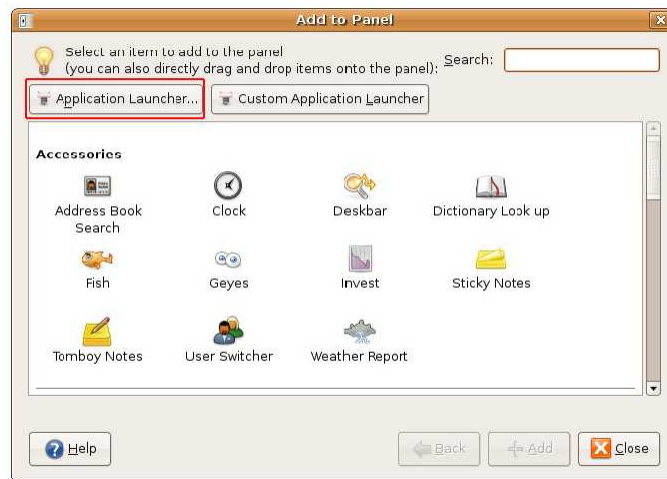 Add to Panel
Select an item to add to the panel
(you can also directly drag and drop items onto the panel):
Search:
Application Launcher...
Custom Application Launcher
Accessories
Address Book Search
Clock
Deskbar
Dictionary Look up
Fish
Geyes
Invest
Sticky Notes
Tomboy Notes
User Switcher
Weather Report
Help
Back
Add
Close